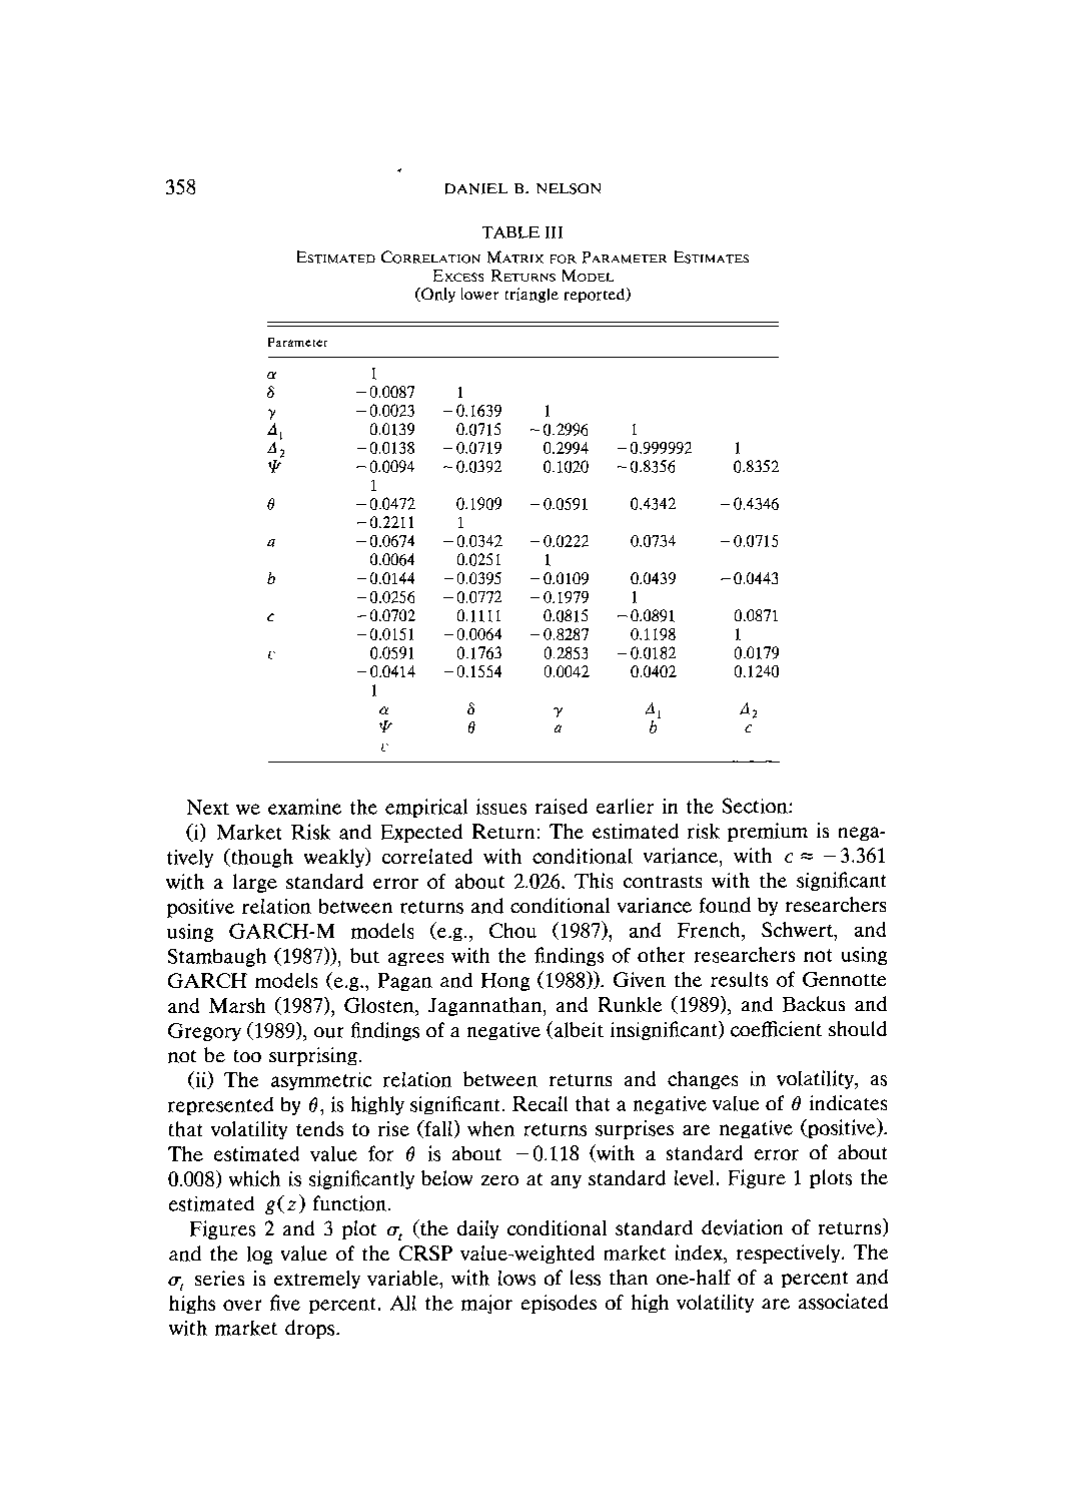 358
DANIEL B. NELSON
TABLE III
ESTIMATED CORRELATION MATRIX FOR PARAMETER ESTIMATES
EXCESS RETURNS MODEL
(Only lower triangle reported)
Parameter
α 1
δ −0.0087 1
γ −0.0023 −0.1639 1
Δ₁ 0.0139 0.0715 −0.2996 1
Δ₂ −0.0138 −0.0719 0.2994 −0.999992 1
Ψ −0.0094 −0.0392 0.1020 −0.8356 0.8352
1
θ −0.0472 0.1909 −0.0591 0.4342 −0.4346
−0.2211 1
a −0.0674 −0.0342 −0.0222 0.0734 −0.0715
0.0064 0.0251 1
b −0.0144 −0.0395 −0.0109 0.0439 −0.0443
−0.0256 −0.0772 −0.1979 1
c −0.0702 0.1111 0.0815 −0.0891 0.0871
−0.0151 −0.0064 −0.8287 0.1198 1
υ 0.0591 0.1763 0.2853 −0.0182 0.0179
−0.0414 −0.1554 0.0042 0.0402 0.1240
1
α δ γ Δ₁ Δ₂
Ψ θ a b c
υ
Next we examine the empirical issues raised earlier in the Section:
(i) Market Risk and Expected Return: The estimated risk premium is nega-
tively (though weakly) correlated with conditional variance, with c ≈ −3.361
with a large standard error of about 2.026. This contrasts with the significant
positive relation between returns and conditional variance found by researchers
using GARCH-M models (e.g., Chou (1987), and French, Schwert, and
Stambaugh (1987)), but agrees with the findings of other researchers not using
GARCH models (e.g., Pagan and Hong (1988)). Given the results of Gennotte
and Marsh (1987), Glosten, Jagannathan, and Runkle (1989), and Backus and
Gregory (1989), our findings of a negative (albeit insignificant) coefficient should
not be too surprising.
(ii) The asymmetric relation between returns and changes in volatility, as
represented by θ, is highly significant. Recall that a negative value of θ indicates
that volatility tends to rise (fall) when returns surprises are negative (positive).
The estimated value for θ is about −0.118 (with a standard error of about
0.008) which is significantly below zero at any standard level. Figure 1 plots the
estimated g(z) function.
Figures 2 and 3 plot σₜ (the daily conditional standard deviation of returns)
and the log value of the CRSP value-weighted market index, respectively. The
σₜ series is extremely variable, with lows of less than one-half of a percent and
highs over five percent. All the major episodes of high volatility are associated
with market drops.